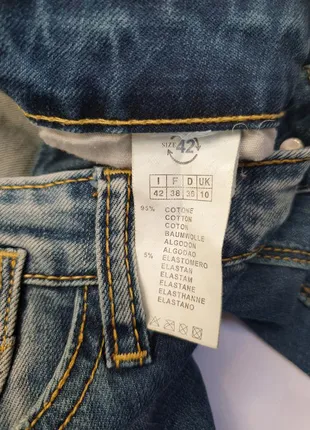 SIZE 42
I F D UK
42 38 36 10
95% COTONE
COTTON
COTON
BAUMWOLLE
ALGODON
ALGODAO
5% ELASTOMERO
ELASTAN
ELASTAM
ELASTANE
ELASTHANNE
ELASTANO